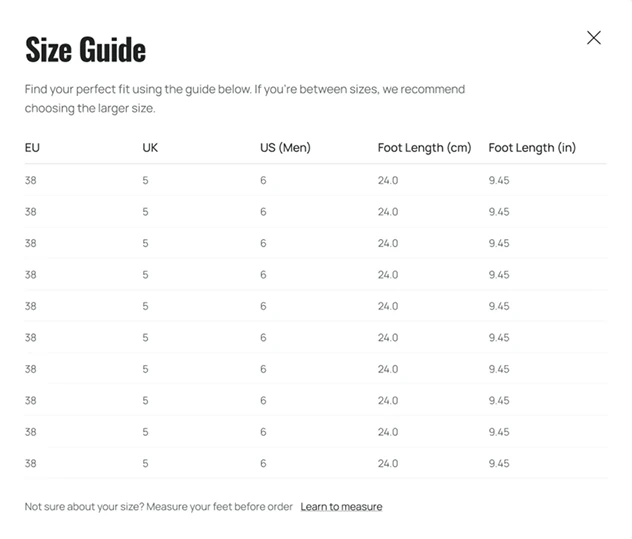 Size Guide
Find your perfect fit using the guide below. If you're between sizes, we recommend
choosing the larger size.
EU UK US (Men) Foot Length (cm) Foot Length (in)
38 5 6 24.0 9.45
38 5 6 24.0 9.45
38 5 6 24.0 9.45
38 5 6 24.0 9.45
38 5 6 24.0 9.45
38 5 6 24.0 9.45
38 5 6 24.0 9.45
38 5 6 24.0 9.45
38 5 6 24.0 9.45
38 5 6 24.0 9.45
Not sure about your size? Measure your feet before order Learn to measure